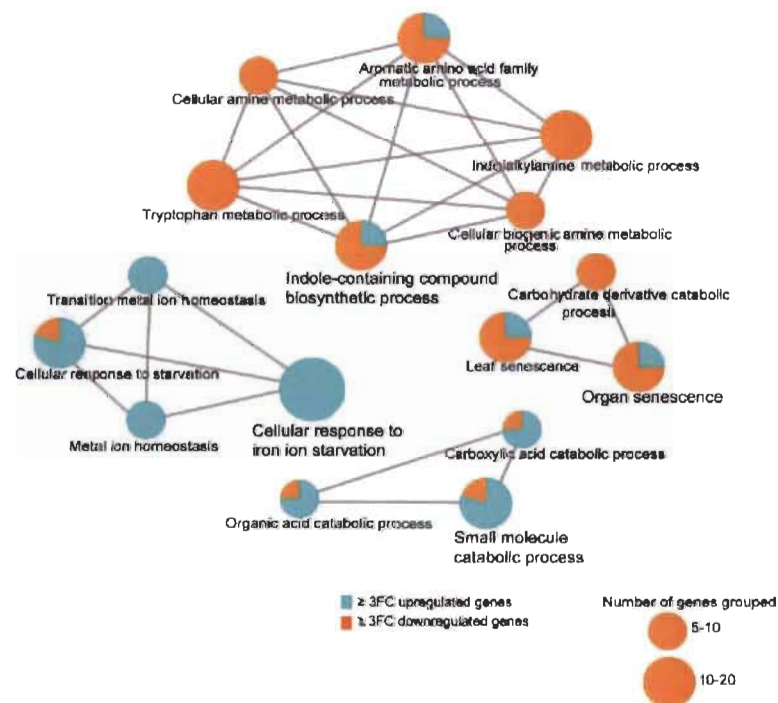 Aromatic amino acid family
metabolic process
Cellular amine metabolic process
Indolalkylamine metabolic process
Tryptophan metabolic process
Cellular biogenic amine metabolic
process
Indole-containing compound
biosynthetic process
Transition metal ion homeostasis
Carbohydrate derivative catabolic
process
Cellular response to starvation
Leaf senescence
Organ senescence
Metal ion homeostasis
Cellular response to
iron ion starvation
Carboxylic acid catabolic process
Organic acid catabolic process
Small molecule
catabolic process
≥ 3FC upregulated genes
≥ 3FC downregulated genes
Number of genes grouped
5-10
10-20